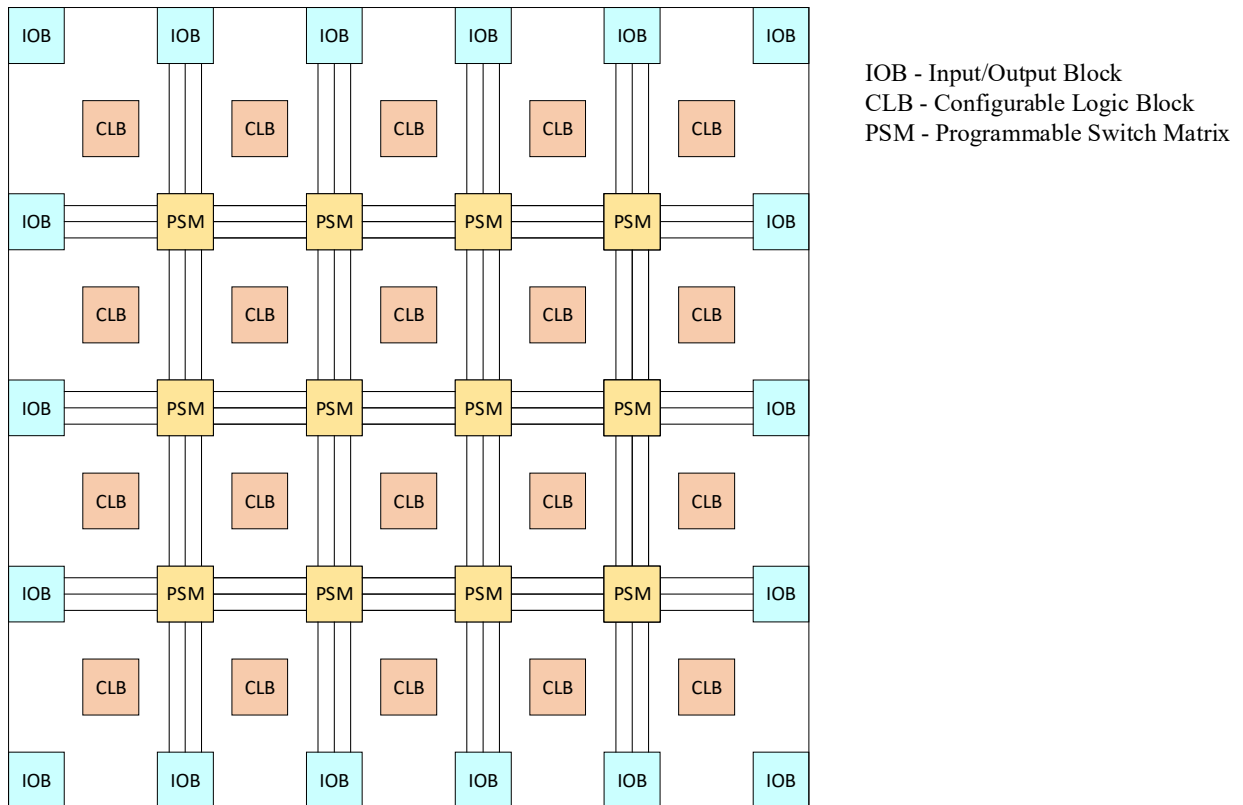 IOB IOB IOB IOB IOB IOB
IOB - Input/Output Block
CLB - Configurable Logic Block
PSM - Programmable Switch Matrix
CLB CLB CLB CLB CLB
IOB PSM PSM PSM PSM IOB
CLB CLB CLB CLB CLB
IOB PSM PSM PSM PSM IOB
CLB CLB CLB CLB CLB
IOB PSM PSM PSM PSM IOB
CLB CLB CLB CLB CLB
IOB IOB IOB IOB IOB IOB